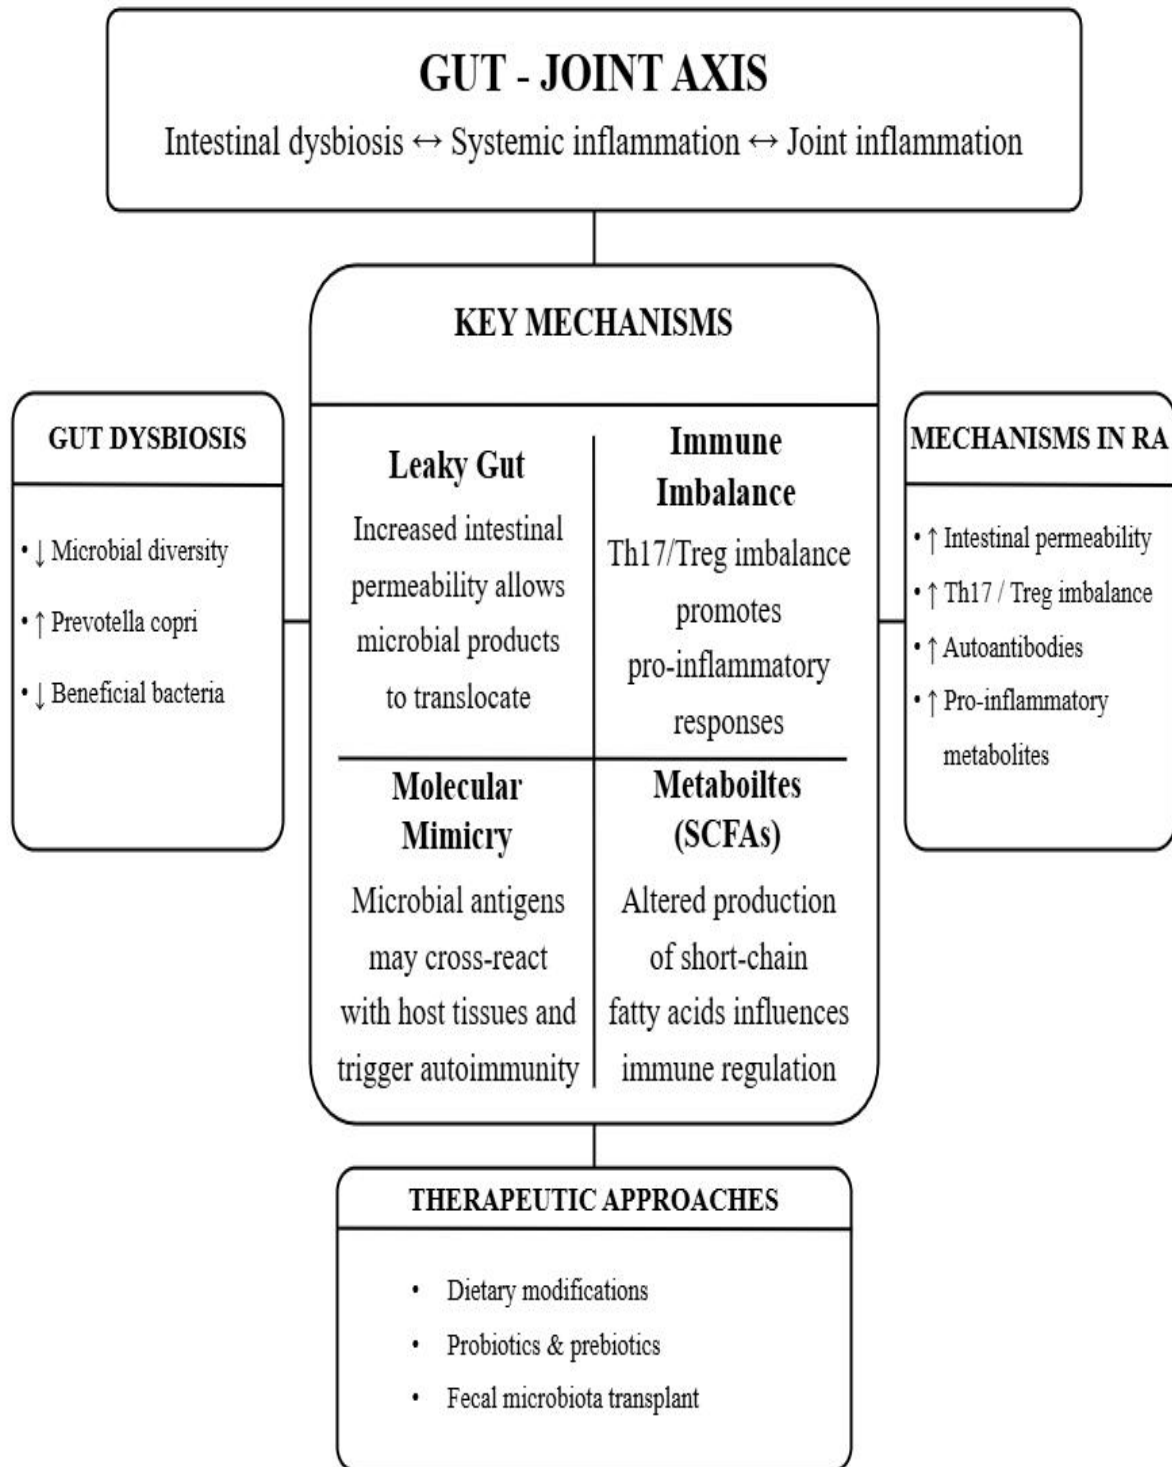 GUT - JOINT AXIS
Intestinal dysbiosis ↔ Systemic inflammation ↔ Joint inflammation
KEY MECHANISMS
GUT DYSBIOSIS
• ↓ Microbial diversity
• ↑ Prevotella copri
• ↓ Beneficial bacteria
Leaky Gut
Increased intestinal
permeability allows
microbial products
to translocate
Immune
Imbalance
Th17/Treg imbalance
promotes
pro-inflammatory
responses
Molecular
Mimicry
Microbial antigens
may cross-react
with host tissues and
trigger autoimmunity
Metaboiltes
(SCFAs)
Altered production
of short-chain
fatty acids influences
immune regulation
MECHANISMS IN RA
• ↑ Intestinal permeability
• ↑ Th17 / Treg imbalance
• ↑ Autoantibodies
• ↑ Pro-inflammatory
metabolites
THERAPEUTIC APPROACHES
• Dietary modifications
• Probiotics & prebiotics
• Fecal microbiota transplant